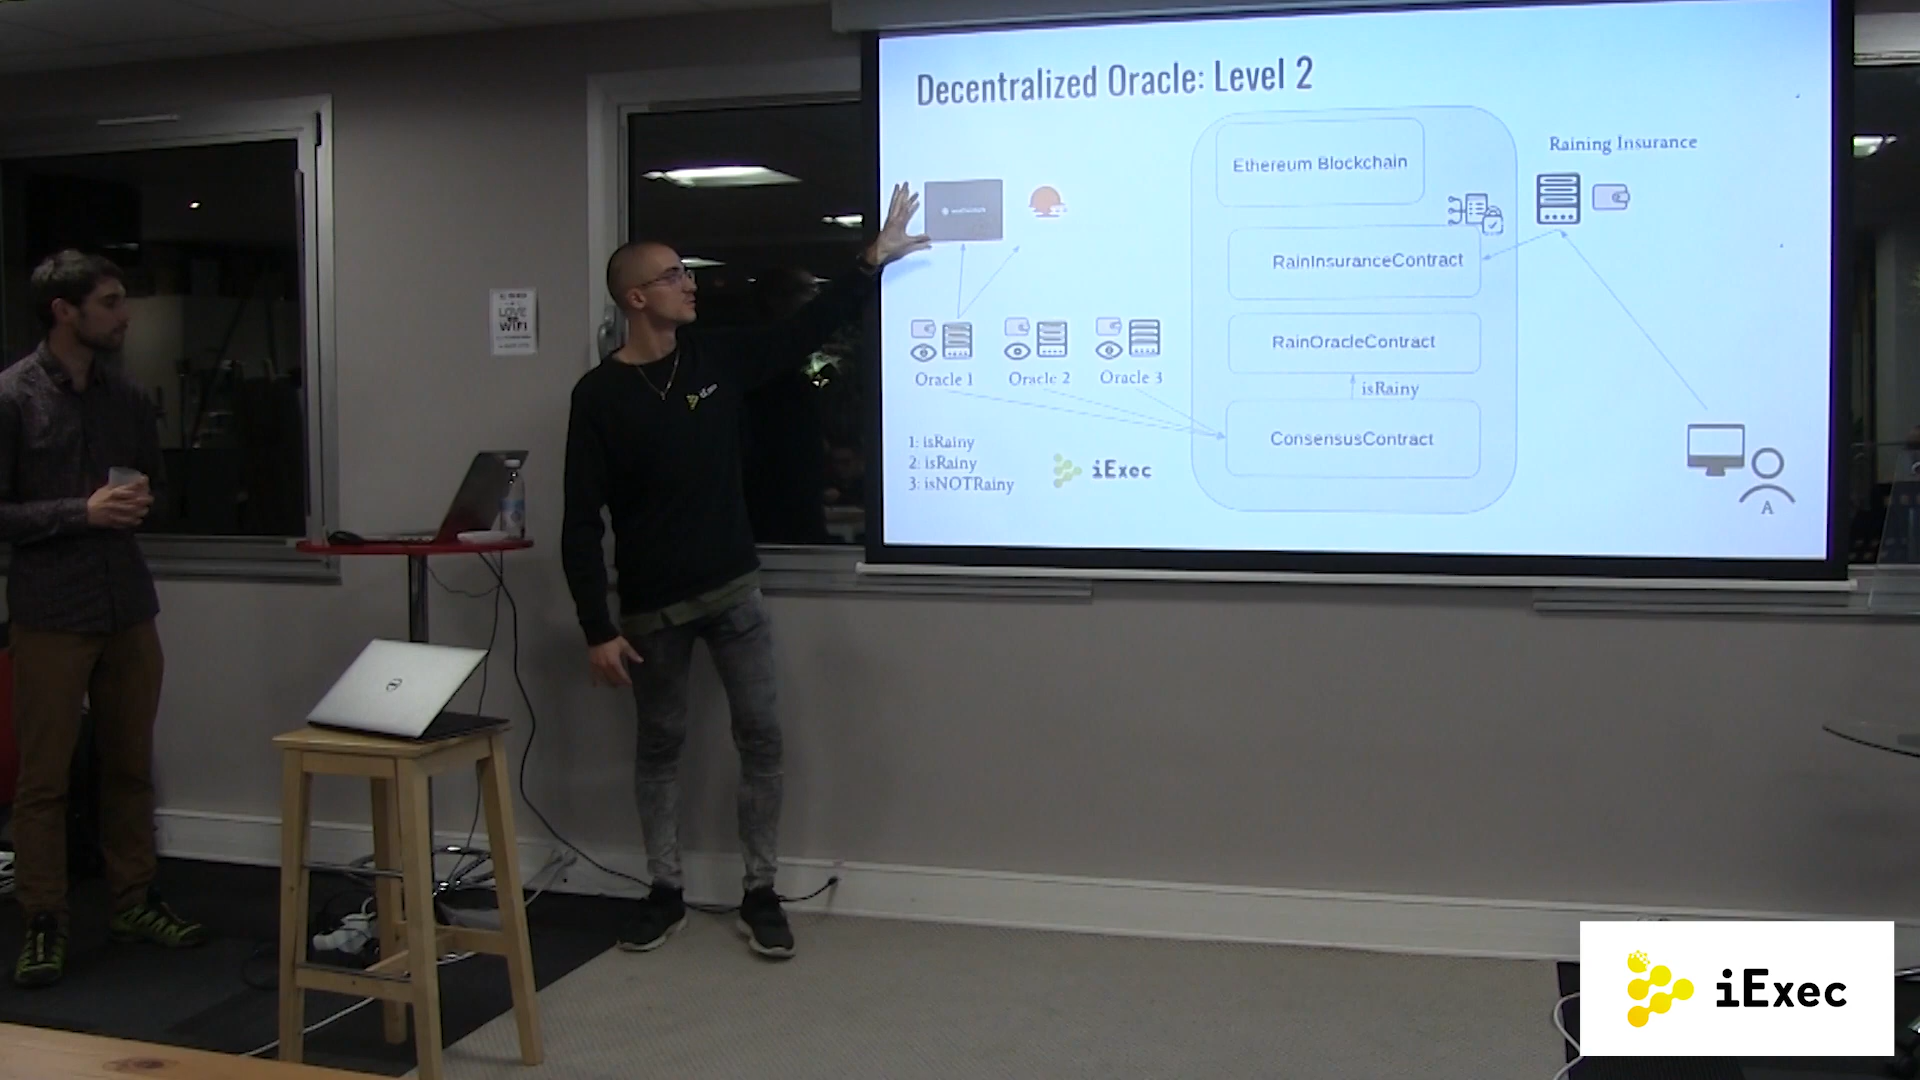 Decentralized Oracle: Level 2
Ethereum Blockchain
Raining Insurance
RainInsuranceContract
RainOracleContract
isRainy
ConsensusContract
Oracle 1
Oracle 2
Oracle 3
1: isRainy
2: isRainy
3: isNOTRainy
iExec
A
LOVE
WIFI
iExec
iExec